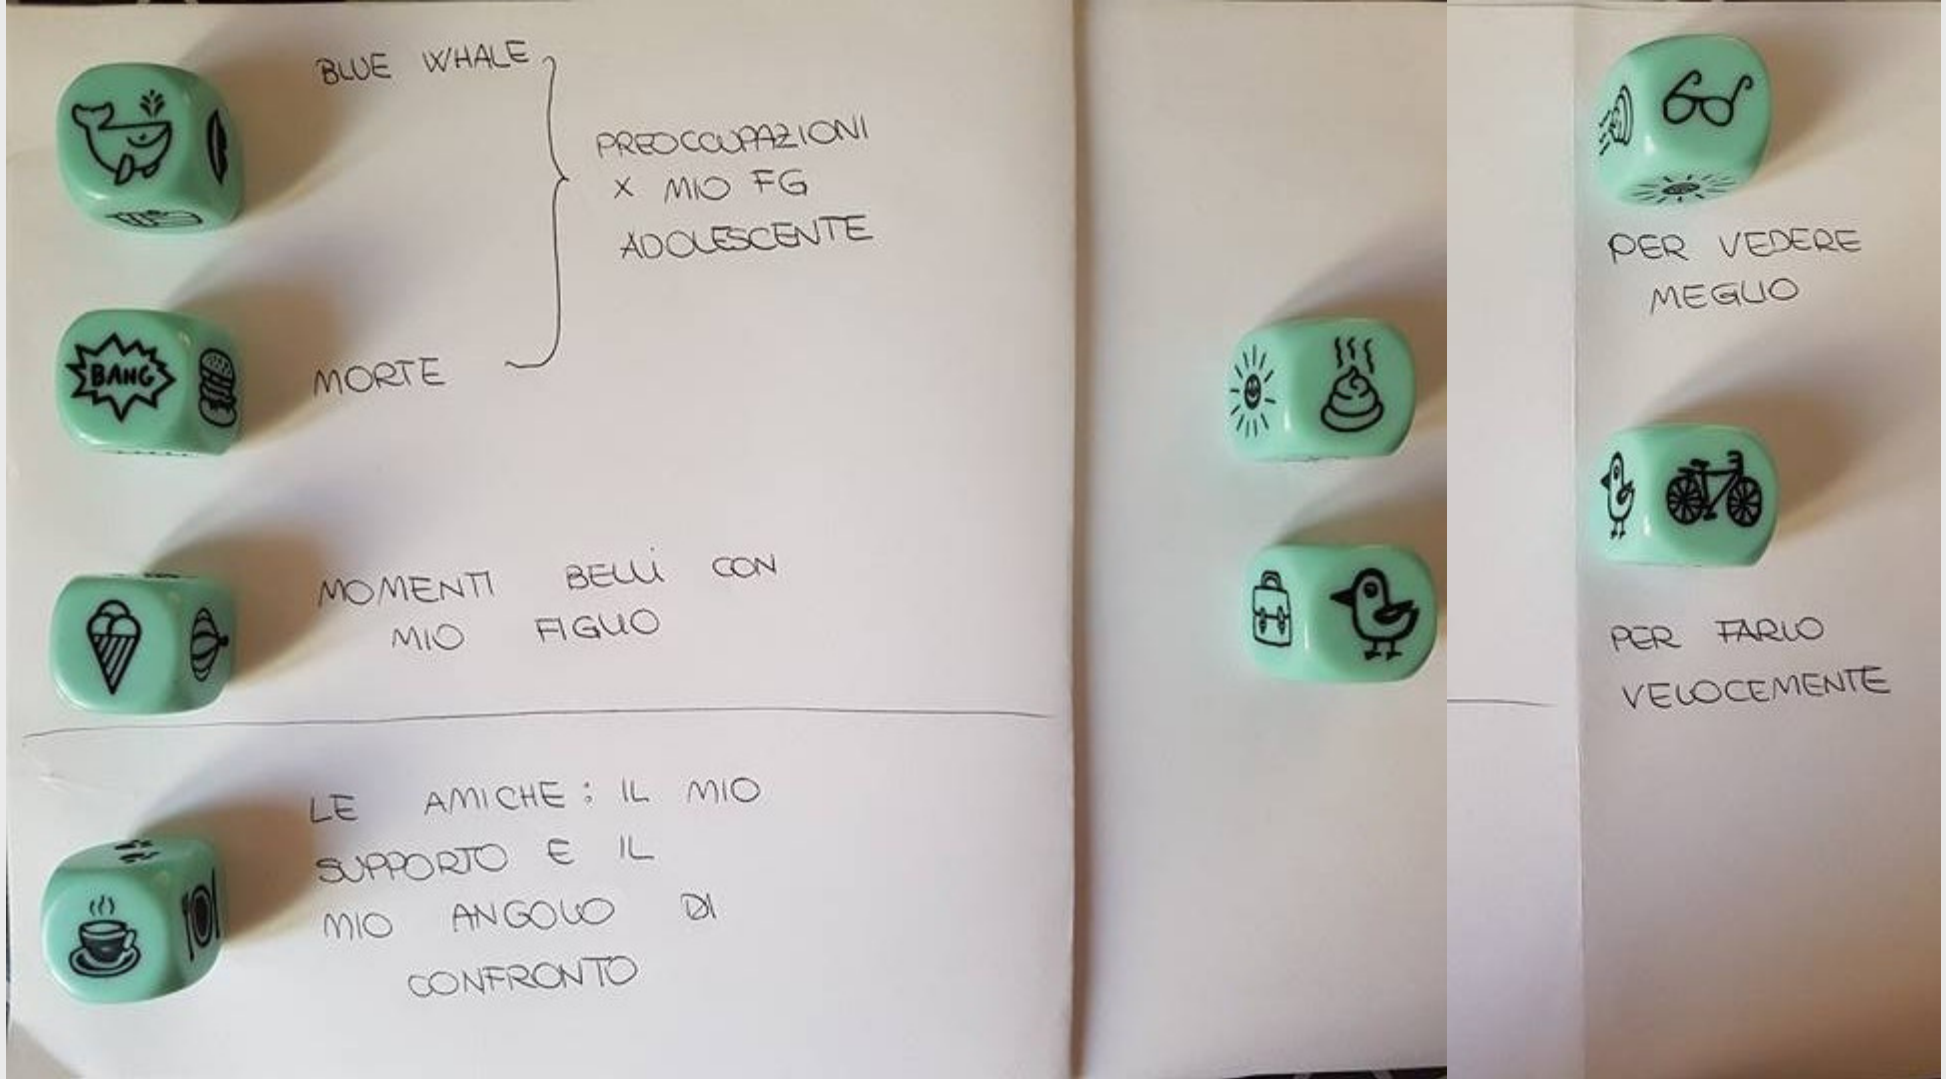 BLUE WHALE
PREOCCUPAZIONI
X MIO FG
ADOLESCENTE
BANG
MORTE
MOMENTI BELLI CON
MIO FIGLIO
LE AMICHE: IL MIO
SUPPORTO E IL
MIO ANGOLO DI
CONFRONTO
PER VEDERE
MEGLIO
PER FARLO
VELOCEMENTE